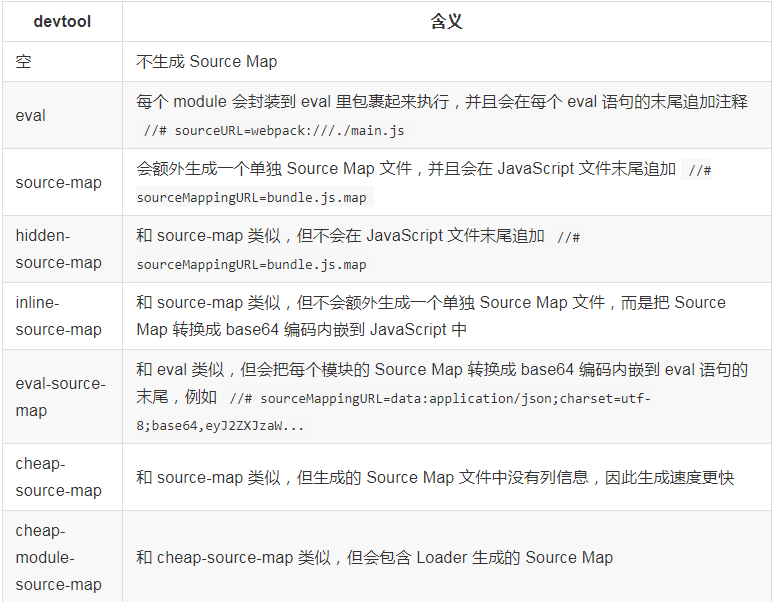 devtool 含义
空 不生成 Source Map
eval 每个 module 会封装到 eval 里包裹起来执行，并且会在每个 eval 语句的末尾追加注释
//# sourceURL=webpack:///./main.js
source-map 会额外生成一个单独 Source Map 文件，并且会在 JavaScript 文件末尾追加 //#
sourceMappingURL=bundle.js.map
hidden-
source-map
和 source-map 类似，但不会在 JavaScript 文件末尾追加 //#
sourceMappingURL=bundle.js.map
inline-
source-map
和 source-map 类似，但不会额外生成一个单独 Source Map 文件，而是把 Source
Map 转换成 base64 编码内嵌到 JavaScript 中
eval-source-
map
和 eval 类似，但会把每个模块的 Source Map 转换成 base64 编码内嵌到 eval 语句的
末尾，例如 //# sourceMappingURL=data:application/json;charset=utf-
8;base64,eyJ2ZXJzaW...
cheap-
source-map
和 source-map 类似，但生成的 Source Map 文件中没有列信息，因此生成速度更快
cheap-
module-
source-map
和 cheap-source-map 类似，但会包含 Loader 生成的 Source Map